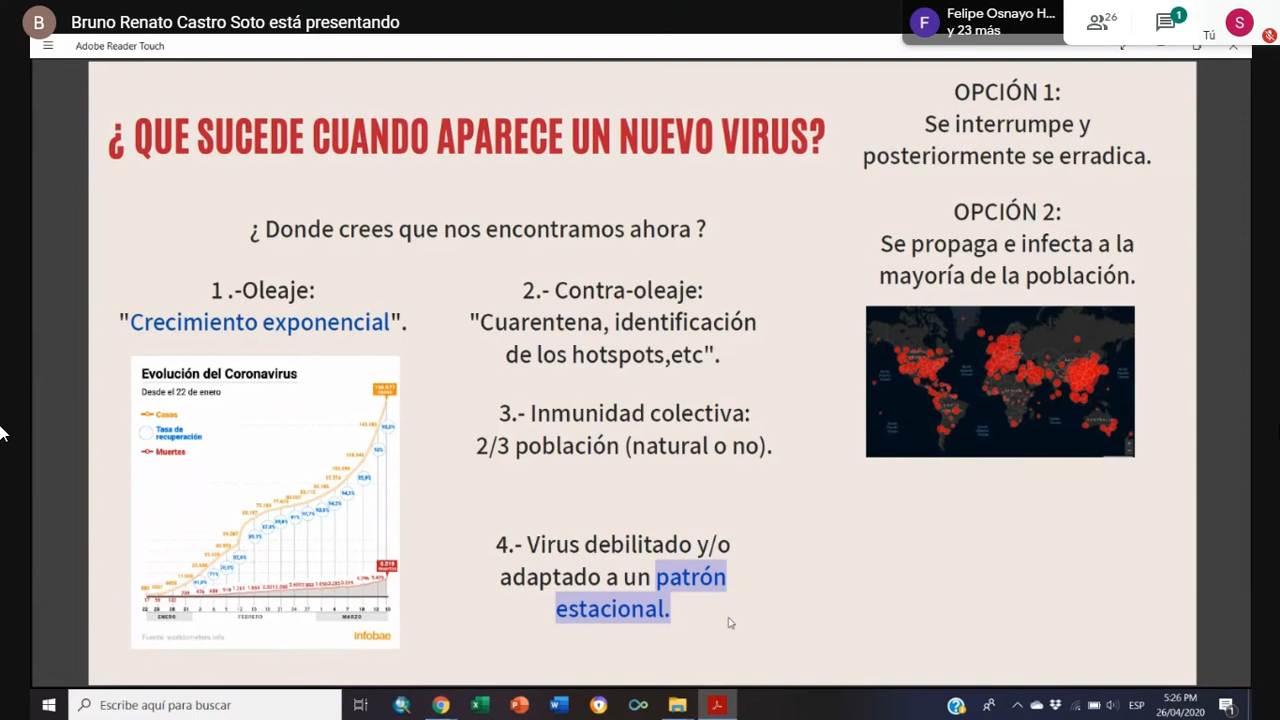 B Bruno Renato Castro Soto está presentando
F Felipe Osnayo H...
y 23 más
26
1
Tú
S
Adobe Reader Touch
¿ QUE SUCEDE CUANDO APARECE UN NUEVO VIRUS?
¿ Donde crees que nos encontramos ahora ?
1 .-Oleaje:
"Crecimiento exponencial".
Evolución del Coronavirus
Desde el 22 de enero
Casos
Tasa de
recuperación
Muertes
ENERO
FEBRERO
MARZO
Fuente: worldometers.info
infobae
2.- Contra-oleaje:
"Cuarentena, identificación
de los hotspots,etc".
3.- Inmunidad colectiva:
2/3 población (natural o no).
4.- Virus debilitado y/o
adaptado a un patrón
estacional.
OPCIÓN 1:
Se interrumpe y
posteriormente se erradica.
OPCIÓN 2:
Se propaga e infecta a la
mayoría de la población.
Escribe aquí para buscar
ESP
5:26 PM
26/04/2020
1